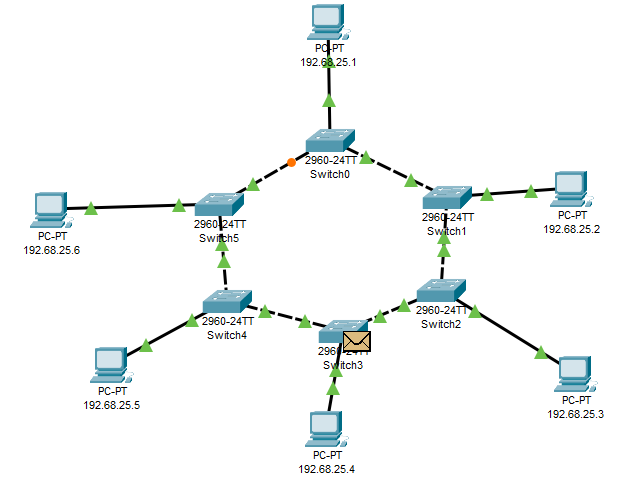 PC-PT
192.68.25.1
2960-24TT
Switch0
2960-24TT
Switch5
2960-24TT
Switch1
PC-PT
192.68.25.2
PC-PT
192.68.25.6
2960-24TT
Switch4
2960-24TT
Switch2
2960-24TT
Switch3
PC-PT
192.68.25.5
PC-PT
192.68.25.3
PC-PT
192.68.25.4